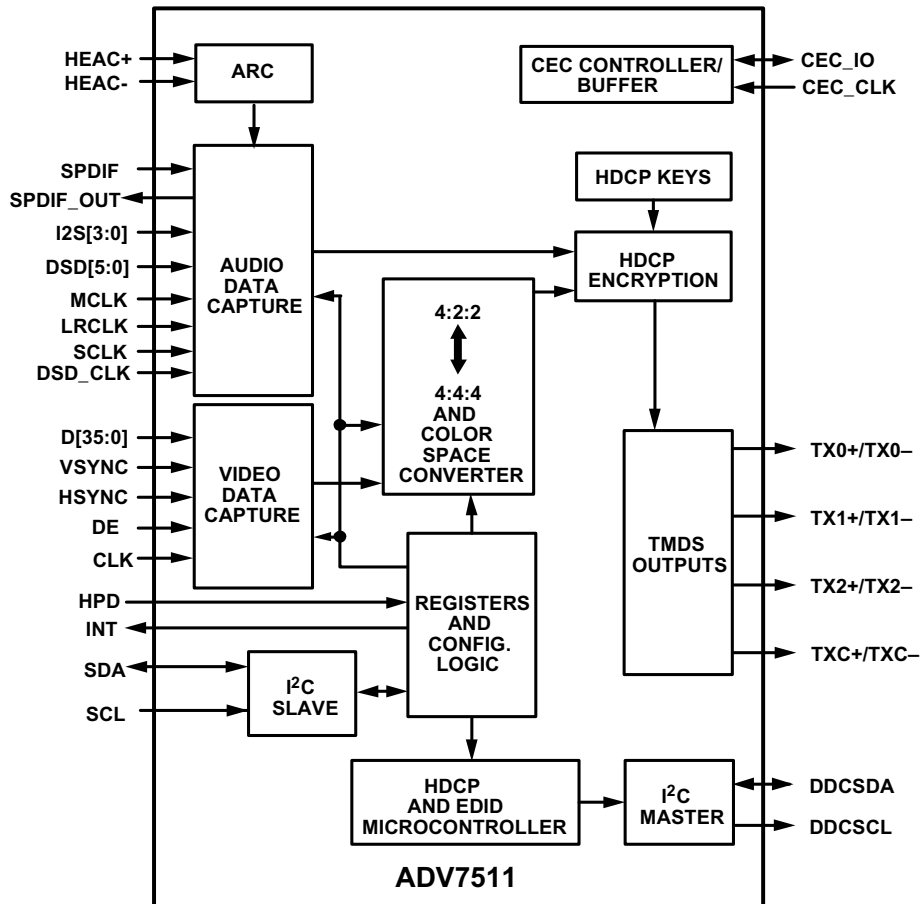 HEAC+
HEAC-
ARC
CEC CONTROLLER/
BUFFER
CEC_IO
CEC_CLK
SPDIF
SPDIF_OUT
I2S[3:0]
DSD[5:0]
MCLK
LRCLK
SCLK
DSD_CLK
AUDIO
DATA
CAPTURE
HDCP KEYS
HDCP
ENCRYPTION
4:2:2
4:4:4
AND
COLOR
SPACE
CONVERTER
D[35:0]
VSYNC
HSYNC
DE
CLK
VIDEO
DATA
CAPTURE
TMDS
OUTPUTS
TX0+/TX0–
TX1+/TX1–
TX2+/TX2–
TXC+/TXC–
HPD
INT
SDA
SCL
REGISTERS
AND
CONFIG.
LOGIC
I²C
SLAVE
HDCP
AND EDID
MICROCONTROLLER
I²C
MASTER
DDCSDA
DDCSCL
ADV7511